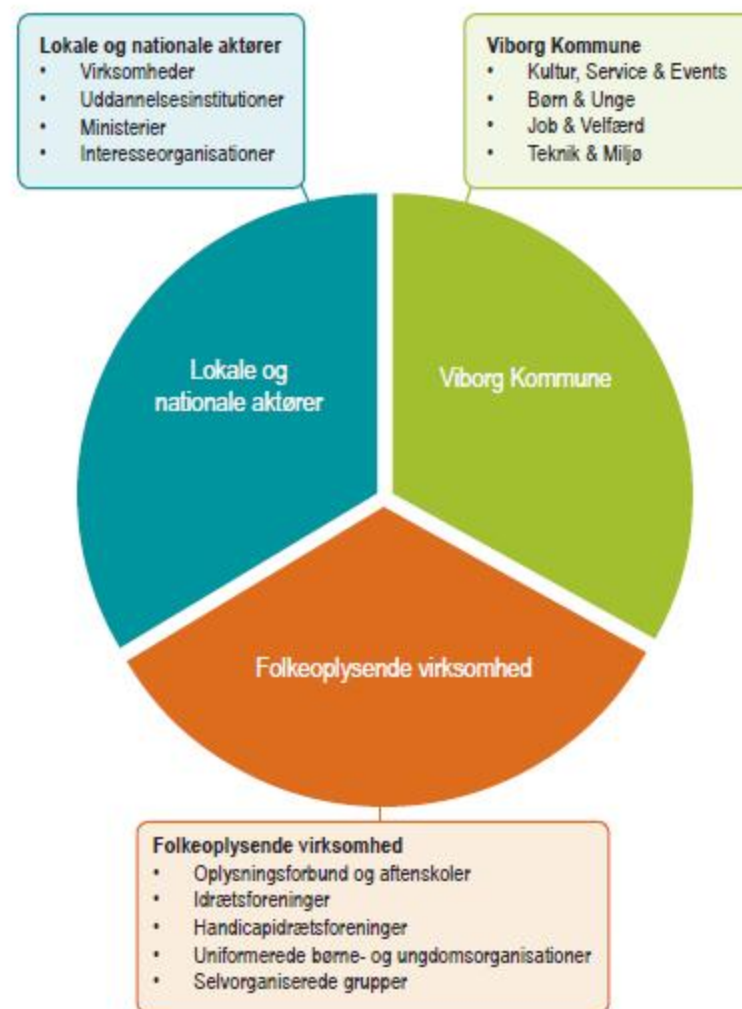 Lokale og nationale aktører
• Virksomheder
• Uddannelsesinstitutioner
• Ministerier
• Interesseorganisationer
Viborg Kommune
• Kultur, Service & Events
• Børn & Unge
• Job & Velfærd
• Teknik & Miljø
Lokale og
nationale aktører
Viborg Kommune
Folkeoplysende virksomhed
Folkeoplysende virksomhed
• Oplysningsforbund og aftenskoler
• Idrætsforeninger
• Handicapidrætsforeninger
• Uniformerede børne- og ungdomsorganisationer
• Selvorganiserede grupper